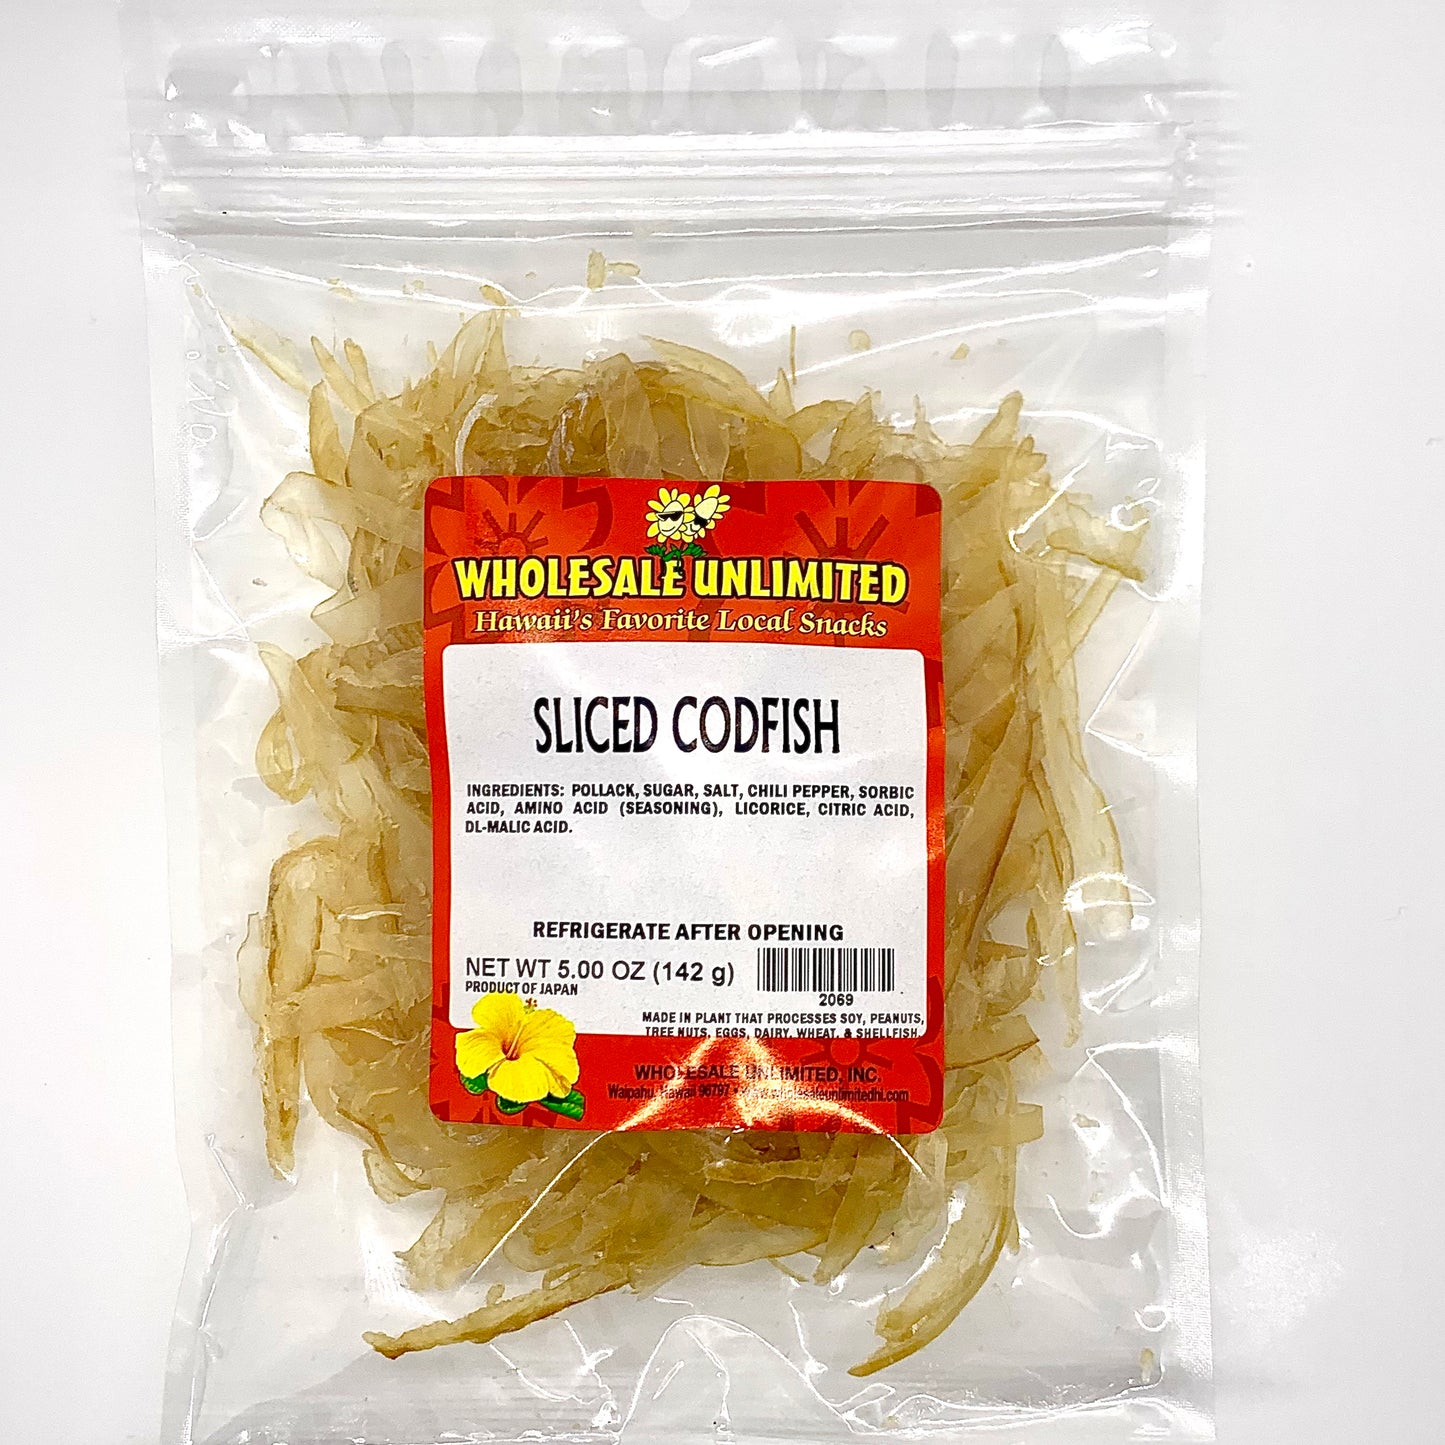 WHOLESALE UNLIMITED
Hawaii's Favorite Local Snacks
SLICED CODFISH
INGREDIENTS: POLLACK, SUGAR, SALT, CHILI PEPPER, SORBIC
ACID, AMINO ACID (SEASONING), LICORICE, CITRIC ACID,
DL-MALIC ACID.
REFRIGERATE AFTER OPENING
NET WT 5.00 OZ (142 g)
PRODUCT OF JAPAN
2069
MADE IN PLANT THAT PROCESSES SOY, PEANUTS,
TREE NUTS, EGGS, DAIRY, WHEAT, & SHELLFISH.
WHOLESALE UNLIMITED, INC.
Waipahu, Hawaii 96797 • www.wholesaleunlimitedhi.com